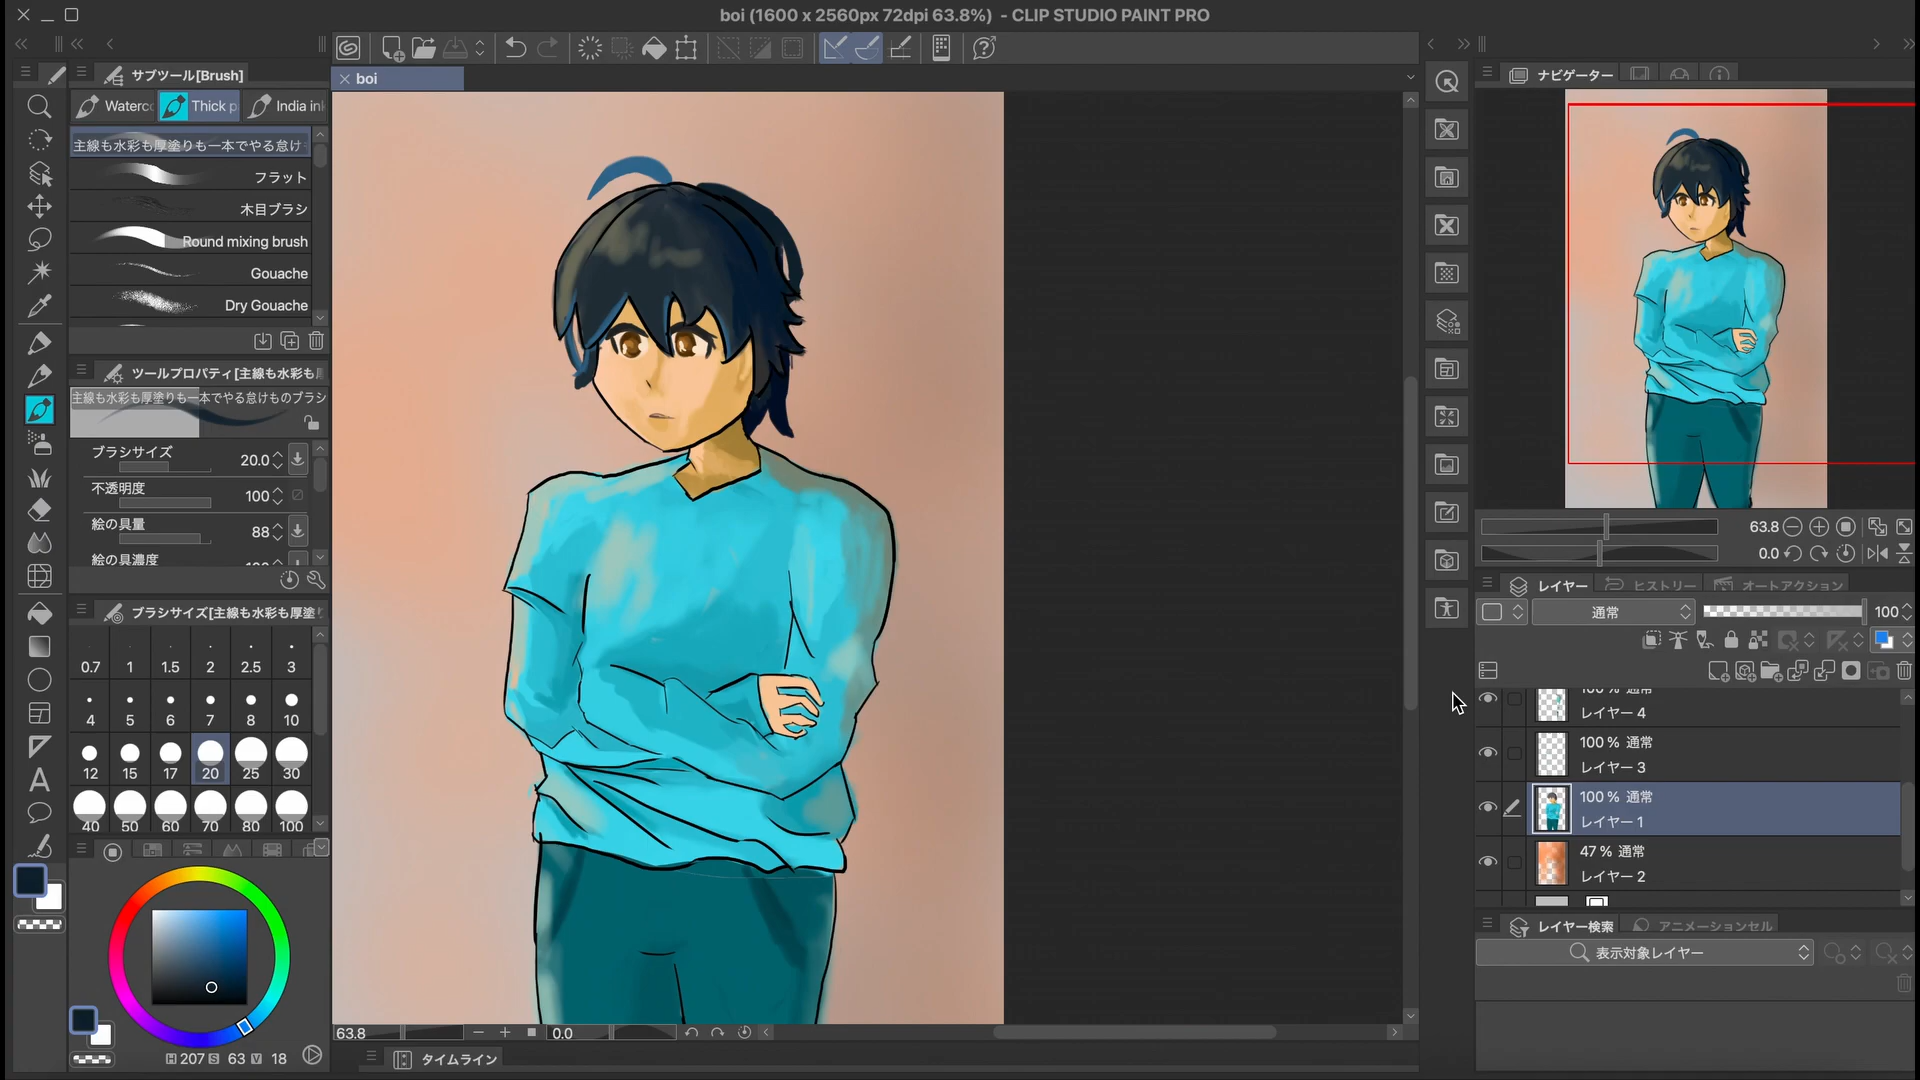 boi (1600 x 2560px 72dpi 63.8%) - CLIP STUDIO PAINT PRO
サブツール[Brush]
Waterc
Thick p
India in
主線も水彩も厚塗りも一本でやる怠け
フラット
木目ブラシ
Round mixing brush
Gouache
Dry Gouache
ツールプロパティ[主線も水彩も
主線も水彩も厚塗りも一本でやる怠けものブラシ
ブラシサイズ 20.0
不透明度 100
絵の具量 88
絵の具濃度
ブラシサイズ[主線も水彩も厚塗
0.7 1 1.5 2 2.5 3
4 5 6 7 8 10
12 15 17 20 25 30
40 50 60 70 80 100
H 207 S 63 V 18
boi
63.8
0.0
タイムライン
ナビゲーター
63.8
0.0
レイヤー
ヒストリー
オートアクション
通常
100
100 % 通常
レイヤー 4
100 % 通常
レイヤー 3
100 % 通常
レイヤー 1
47 % 通常
レイヤー 2
レイヤー検索
アニメーションセル
表示対象レイヤー